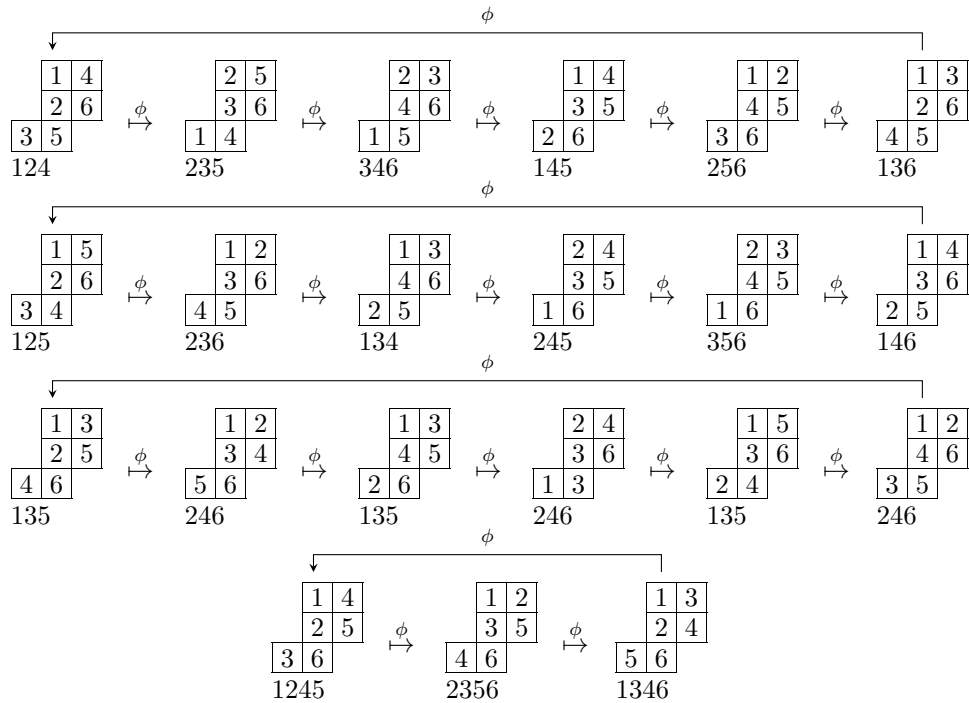 ϕ
1 4 2 5 2 3 1 4 1 2 1 3
2 6 ϕ 3 6 ϕ 4 6 ϕ 3 5 ϕ 4 5 ϕ 2 6
3 5 ↦ 1 4 ↦ 1 5 ↦ 2 6 ↦ 3 6 ↦ 4 5
124 235 346 145 256 136
ϕ
1 5 1 2 1 3 2 4 2 3 1 4
2 6 ϕ 3 6 ϕ 4 6 ϕ 3 5 ϕ 4 5 ϕ 3 6
3 4 ↦ 4 5 ↦ 2 5 ↦ 1 6 ↦ 1 6 ↦ 2 5
125 236 134 245 356 146
ϕ
1 3 1 2 1 3 2 4 1 5 1 2
2 5 ϕ 3 4 ϕ 4 5 ϕ 3 6 ϕ 3 6 ϕ 4 6
4 6 ↦ 5 6 ↦ 2 6 ↦ 1 3 ↦ 2 4 ↦ 3 5
135 246 135 246 135 246
ϕ
1 4 1 2 1 3
2 5 ϕ 3 5 ϕ 2 4
3 6 ↦ 4 6 ↦ 5 6
1245 2356 1346